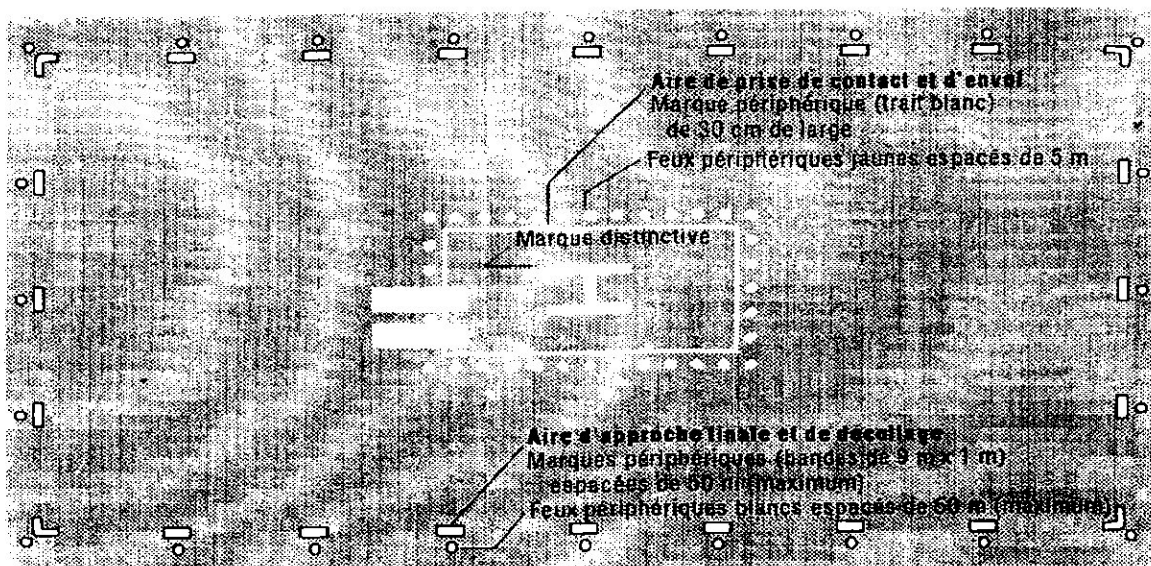 Aire de prise de contact et d'envol
Marque périphérique (trait blanc)
de 30 cm de large
Feux périphériques jaunes espacés de 5 m
Marque distinctive
H
Aire d'approche finale et de décollage
Marques périphériques (bandes de 9 m x 1 m)
espacées de 50 m (maximum)
Feux périphériques blancs espacés de 50 m (maximum)